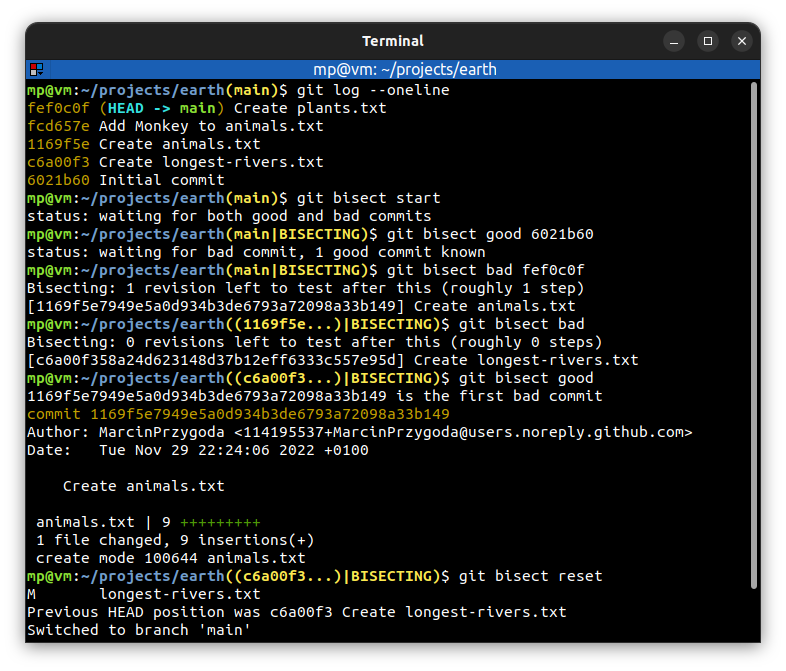 Terminal
mp@vm: ~/projects/earth
mp@vm:~/projects/earth(main)$ git log --oneline
fef0c0f (HEAD -> main) Create plants.txt
fcd657e Add Monkey to animals.txt
1169f5e Create animals.txt
c6a00f3 Create longest-rivers.txt
6021b60 Initial commit
mp@vm:~/projects/earth(main)$ git bisect start
status: waiting for both good and bad commits
mp@vm:~/projects/earth(main|BISECTING)$ git bisect good 6021b60
status: waiting for bad commit, 1 good commit known
mp@vm:~/projects/earth(main|BISECTING)$ git bisect bad fef0c0f
Bisecting: 1 revision left to test after this (roughly 1 step)
[1169f5e7949e5a0d934b3de6793a72098a33b149] Create animals.txt
mp@vm:~/projects/earth((1169f5e...)|BISECTING)$ git bisect bad
Bisecting: 0 revisions left to test after this (roughly 0 steps)
[c6a00f358a24d623148d37b12eff6333c557e95d] Create longest-rivers.txt
mp@vm:~/projects/earth((c6a00f3...)|BISECTING)$ git bisect good
1169f5e7949e5a0d934b3de6793a72098a33b149 is the first bad commit
commit 1169f5e7949e5a0d934b3de6793a72098a33b149
Author: MarcinPrzygoda <114195537+MarcinPrzygoda@users.noreply.github.com>
Date:   Tue Nov 29 22:24:06 2022 +0100
    Create animals.txt
 animals.txt | 9 +++++++++
 1 file changed, 9 insertions(+)
 create mode 100644 animals.txt
mp@vm:~/projects/earth((c6a00f3...)|BISECTING)$ git bisect reset
M       longest-rivers.txt
Previous HEAD position was c6a00f3 Create longest-rivers.txt
Switched to branch 'main'